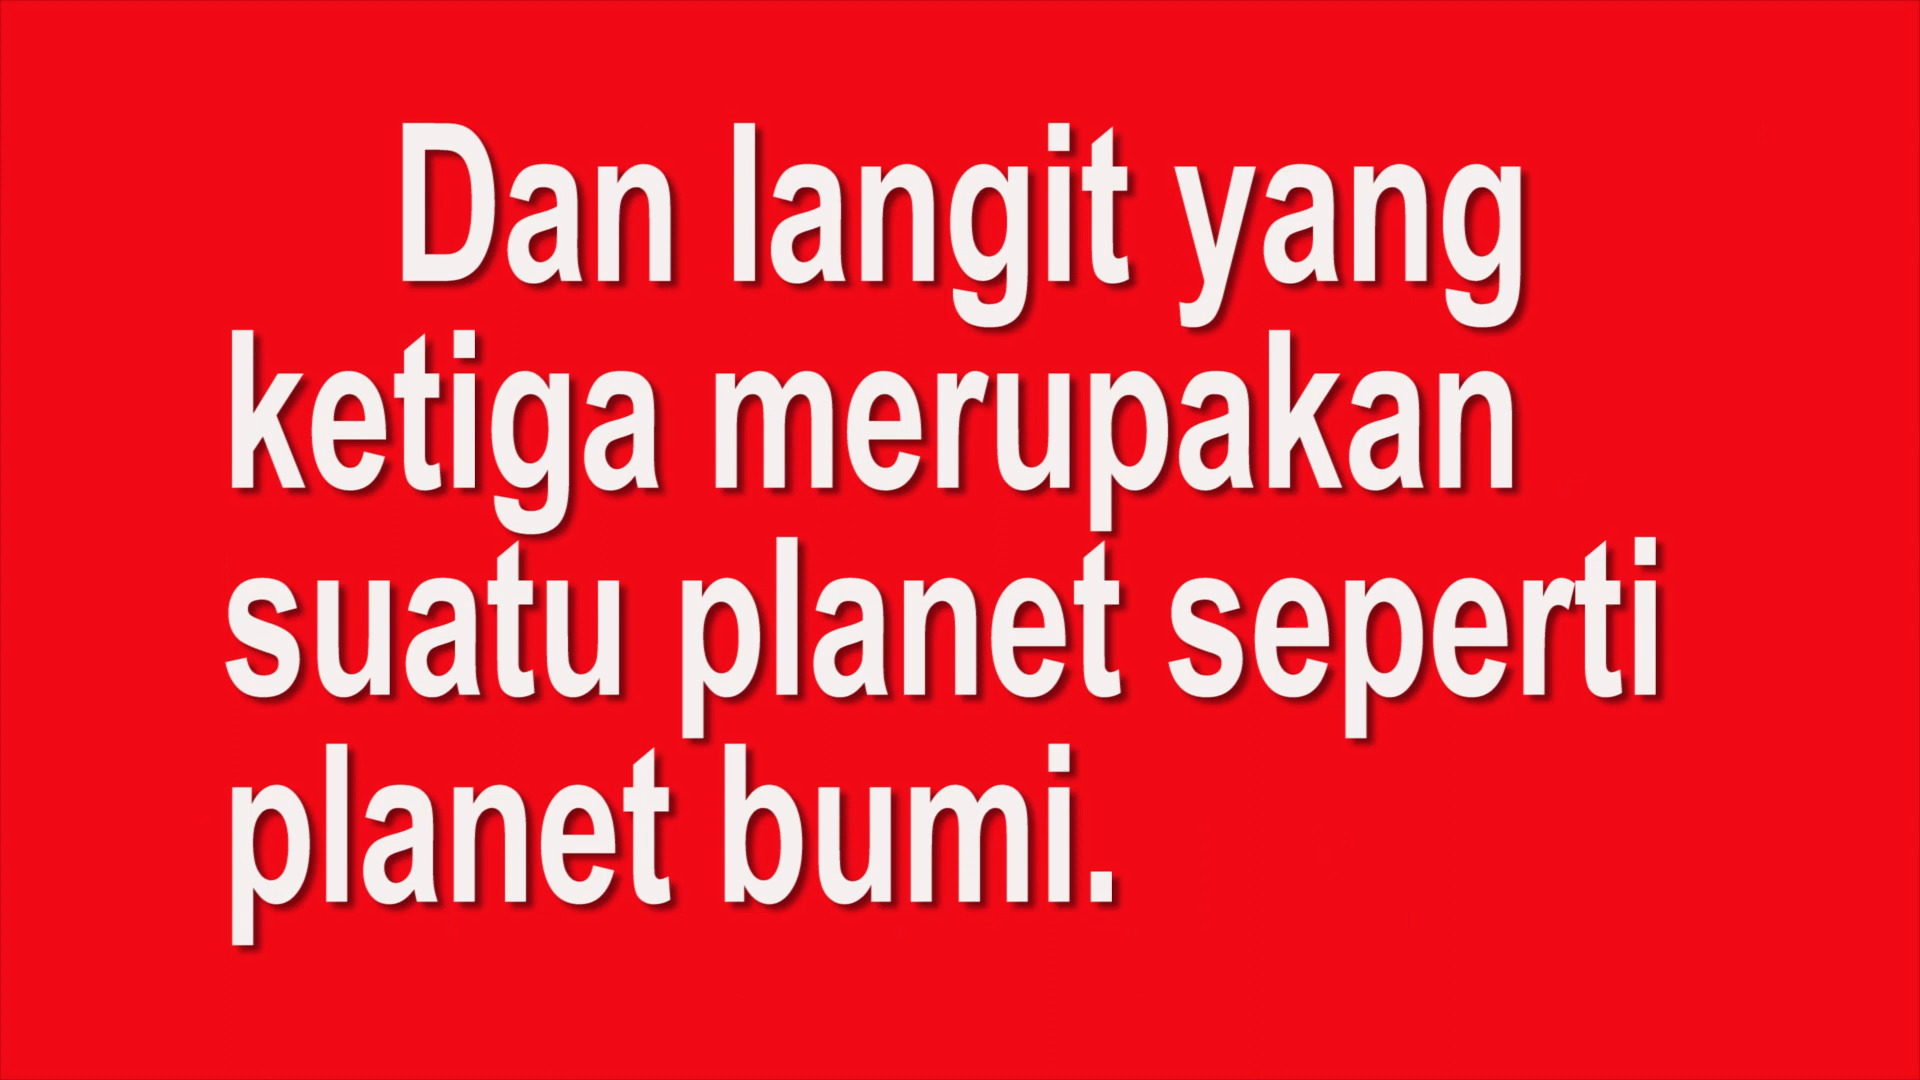 Dan langit yang
ketiga merupakan
suatu planet seperti
planet bumi.